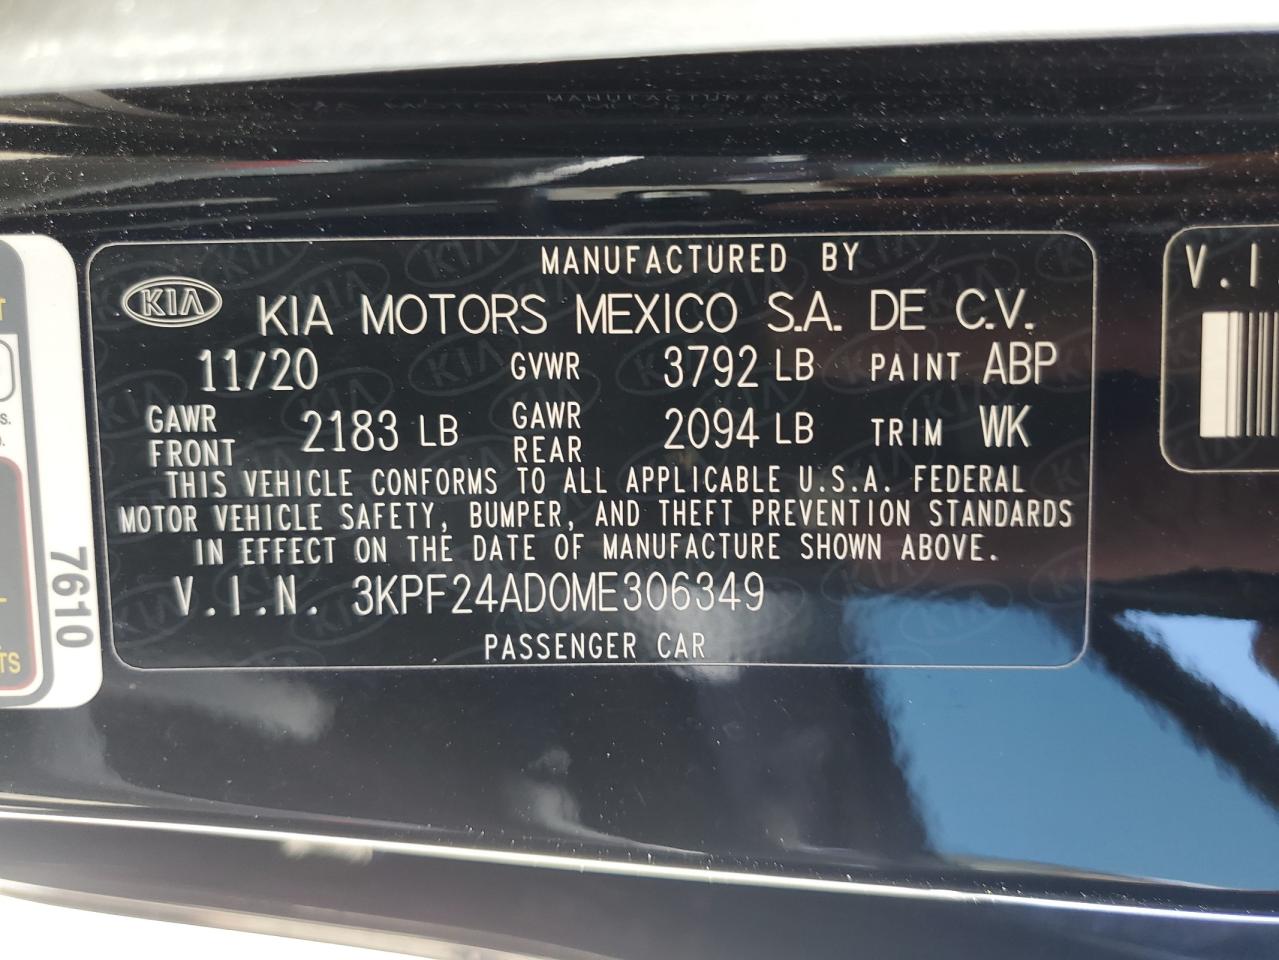 MANUFACTURED BY
KIA KIA MOTORS MEXICO S.A. DE C.V.
11/20 GVWR 3792 LB PAINT ABP
GAWR FRONT 2183 LB GAWR REAR 2094 LB TRIM WK
THIS VEHICLE CONFORMS TO ALL APPLICABLE U.S.A. FEDERAL
MOTOR VEHICLE SAFETY, BUMPER, AND THEFT PREVENTION STANDARDS
IN EFFECT ON THE DATE OF MANUFACTURE SHOWN ABOVE.
V.I.N. 3KPF24AD0ME306349
PASSENGER CAR
7610
V.I